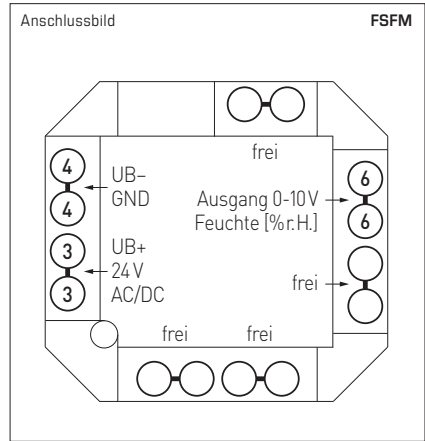 Anschlussbild FSFM
frei
4
4
UB–
GND
3
3
UB+
24 V
AC/DC
Ausgang 0-10 V
Feuchte [% r.H.]
6
6
frei
frei frei